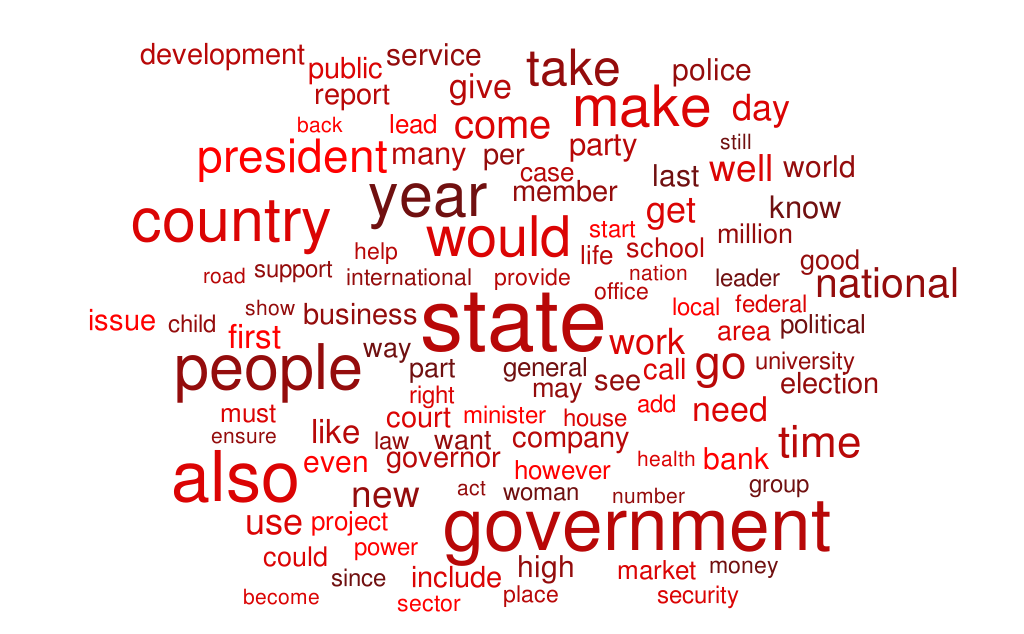 development public service take police
report give make day
back lead come party still
president many per case last well world
country year member get know
would start school million
help life good
road support international provide nation leader national
office
issue child show business state local federal
first area political
people way part general work call go university
may see election
right
must court minister house add need
ensure like law want company time
also even governor however health bank
new act woman number group
use project government
could power high market money
since include
become sector place security